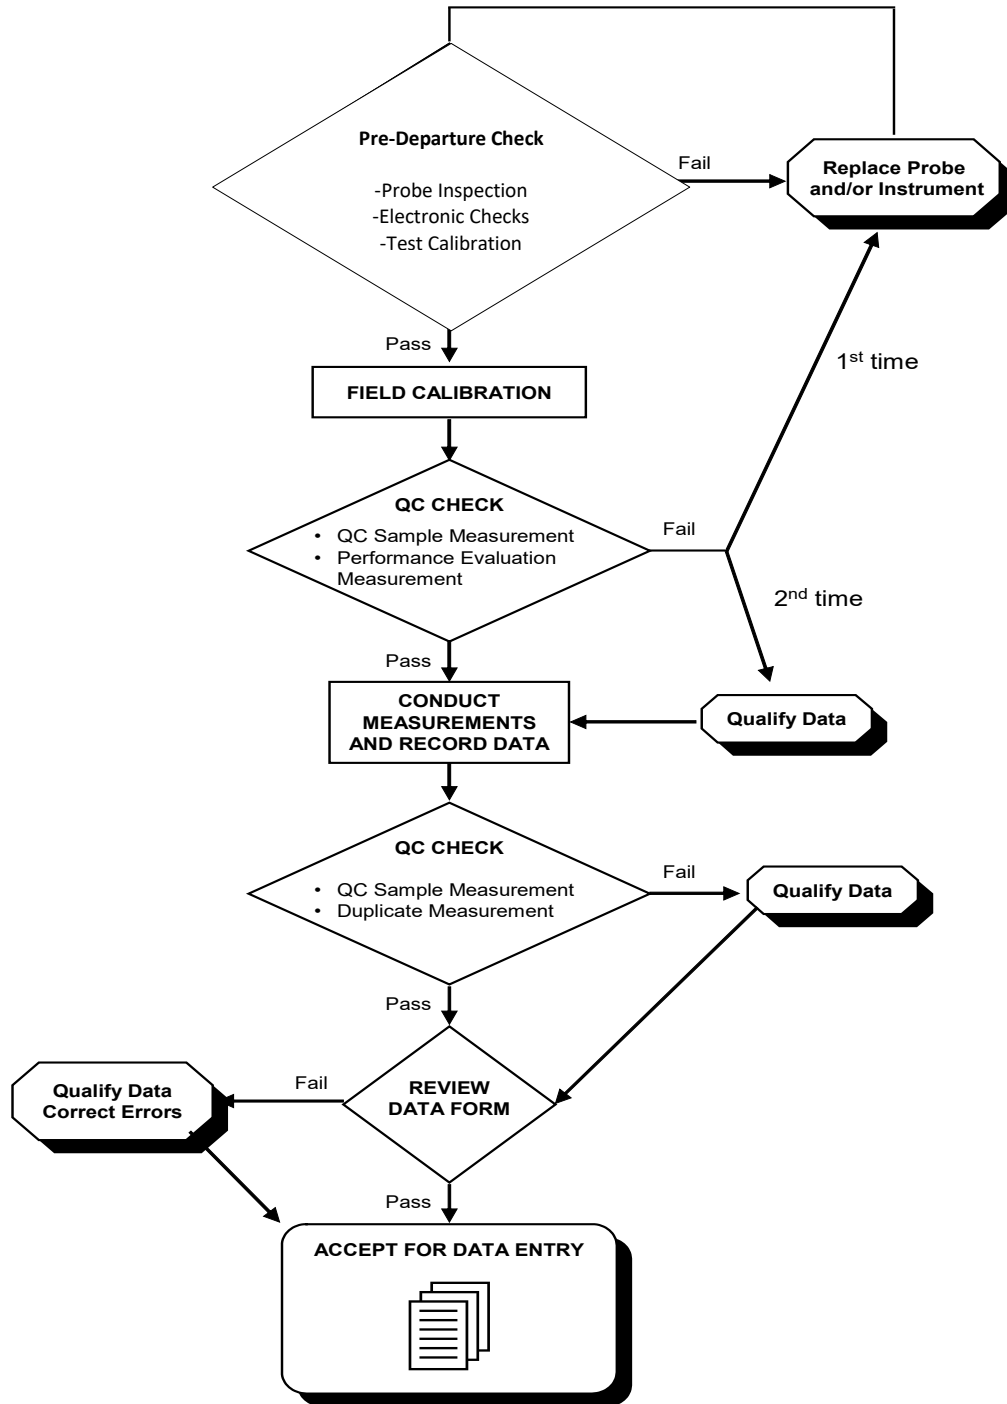 Pre-Departure Check
-Probe Inspection
-Electronic Checks
-Test Calibration
Fail
Replace Probe
and/or Instrument
Pass
1st time
FIELD CALIBRATION
QC CHECK
• QC Sample Measurement
• Performance Evaluation
Measurement
Fail
2nd time
Pass
CONDUCT
MEASUREMENTS
AND RECORD DATA
Qualify Data
QC CHECK
• QC Sample Measurement
• Duplicate Measurement
Fail
Qualify Data
Pass
REVIEW
DATA FORM
Fail
Qualify Data
Correct Errors
Pass
ACCEPT FOR DATA ENTRY